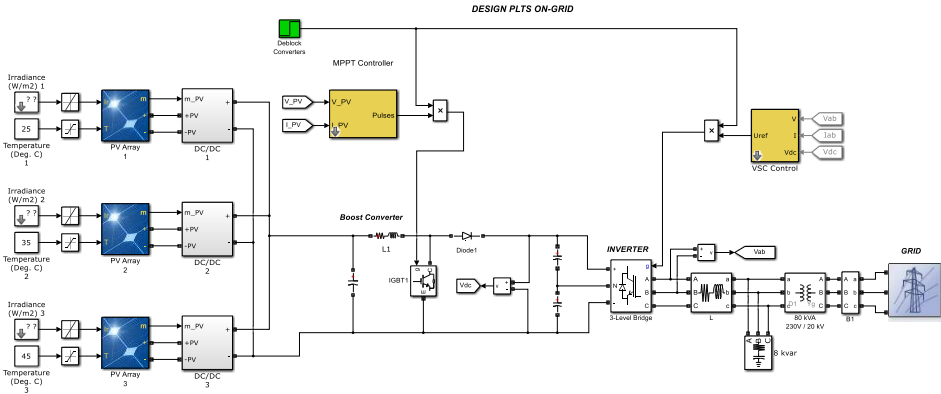 DESIGN PLTS ON-GRID
Deblock
Converters
MPPT Controller
Irradiance
(W/m2) 1
? ?
25
Temperature
(Deg. C)
1
m
T
+
-
PV Array
1
m_PV
+PV
-PV
+
-
DC/DC
1
V_PV
I_PV
V_PV
I_PV
Pulses
×
×
V
I
Vdc
Uref
VSC Control
Vab
Iab
Vdc
Irradiance
(W/m2) 2
? ?
35
Temperature
(Deg. C)
2
m
T
+
-
PV Array
2
m_PV
+PV
-PV
+
-
DC/DC
2
Boost Converter
L1
Diode1
g
C
E
IGBT1
Vdc
v
+
-
INVERTER
g
+
N
-
A
B
C
3-Level Bridge
+
-
v
Vab
A
B
C
A
B
C
L
A
B
C
8 kvar
A
B
C
a
b
c
D1
Yg
80 kVA
230V / 20 kV
A
B
C
a
b
c
B1
GRID
Irradiance
(W/m2) 3
? ?
45
Temperature
(Deg. C)
3
m
T
+
-
PV Array
3
m_PV
+PV
-PV
+
-
DC/DC
3